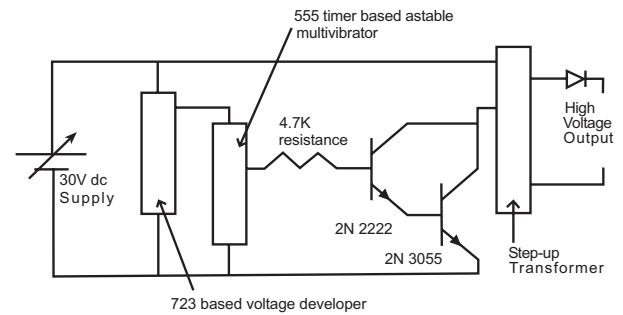 555 timer based astable
multivibrator
4.7K
resistance
High
Voltage
Output
30V dc
Supply
2N 2222
2N 3055
Step-up
Transformer
723 based voltage developer